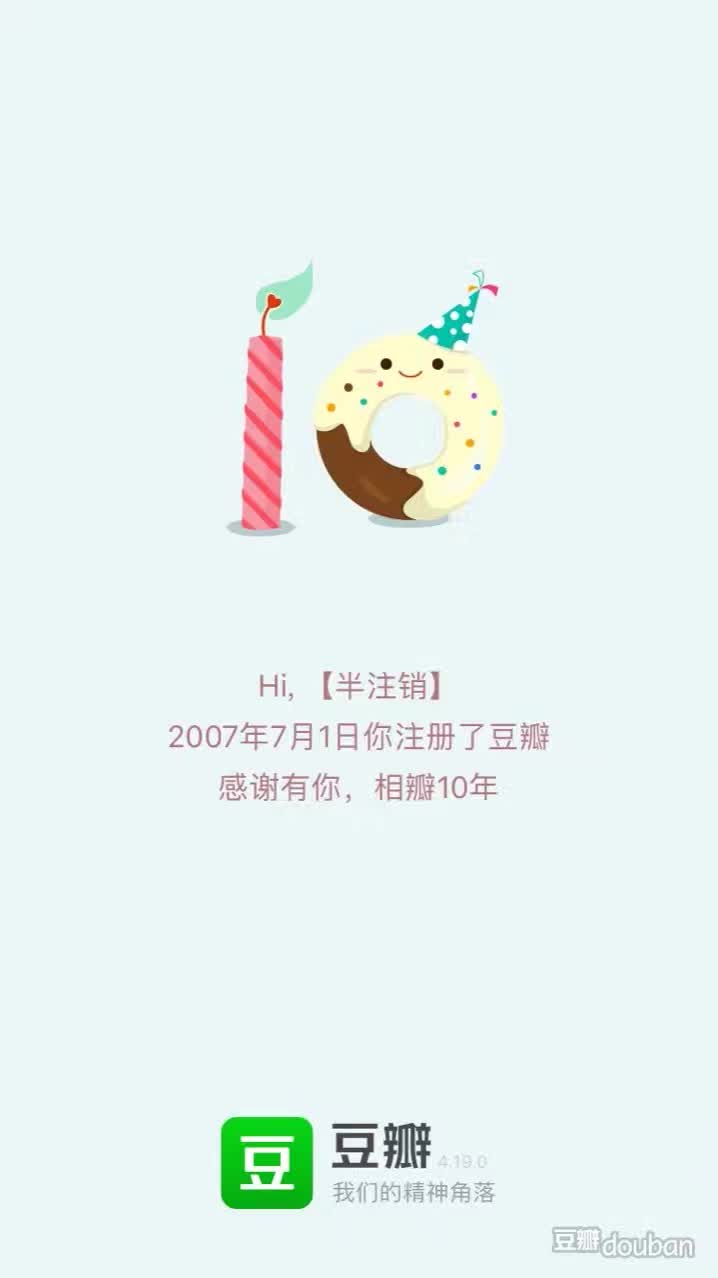 Hi, 【半注销】
2007年7月1日你注册了豆瓣
感谢有你，相瓣10年
豆
豆瓣 4.19.0
我们的精神角落
豆瓣douban